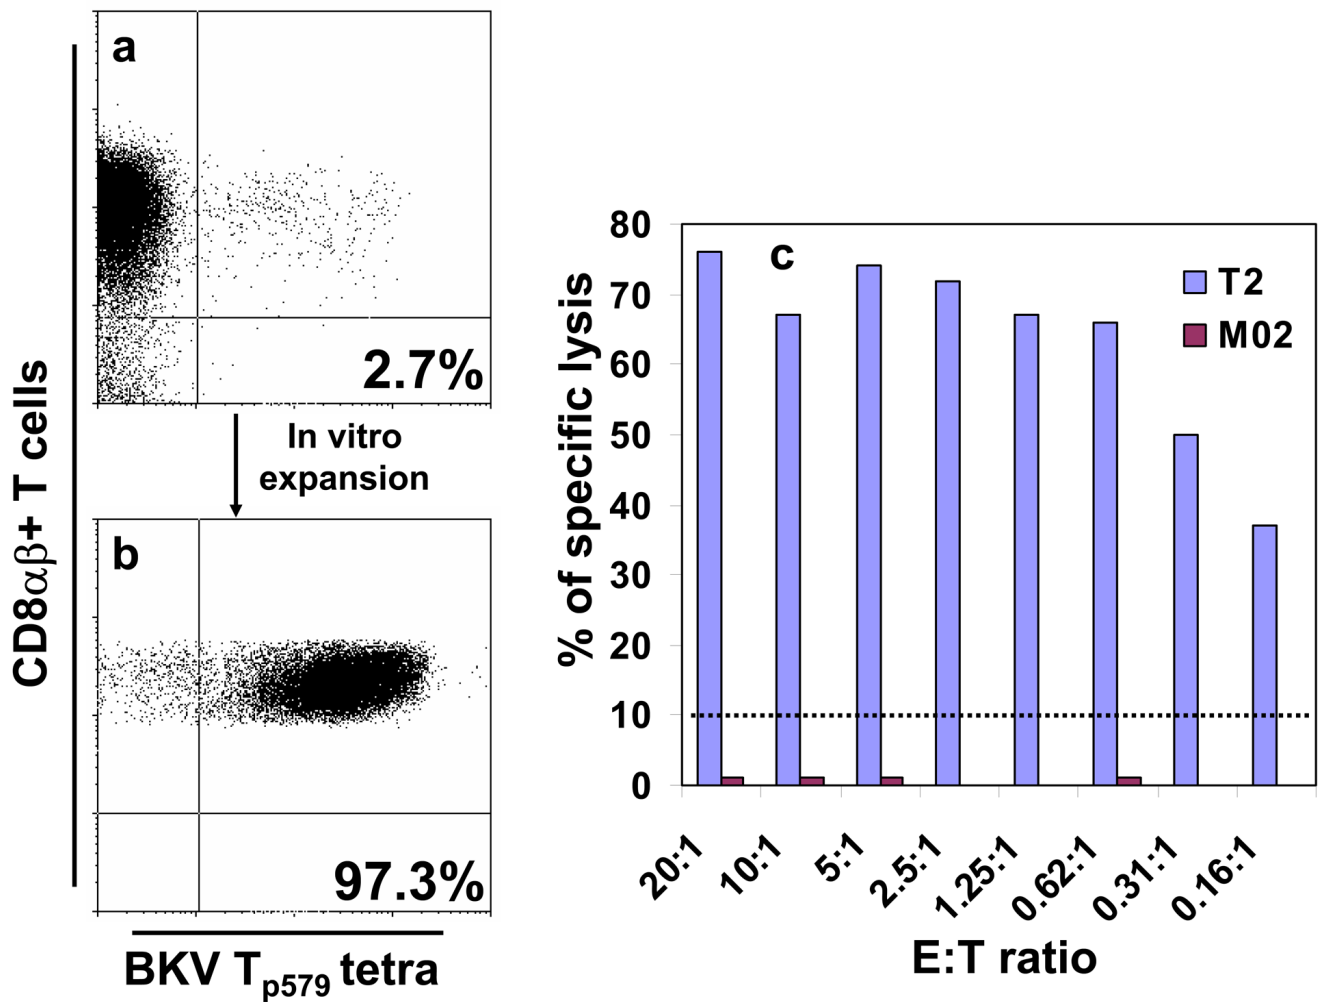 a
2.7%
In vitro
expansion
b
97.3%
CD8αβ+ T cells
BKV Tp579 tetra
c
T2
M02
% of specific lysis
80
70
60
50
40
30
20
10
0
20:1
10:1
5:1
2.5:1
1.25:1
0.62:1
0.31:1
0.16:1
E:T ratio